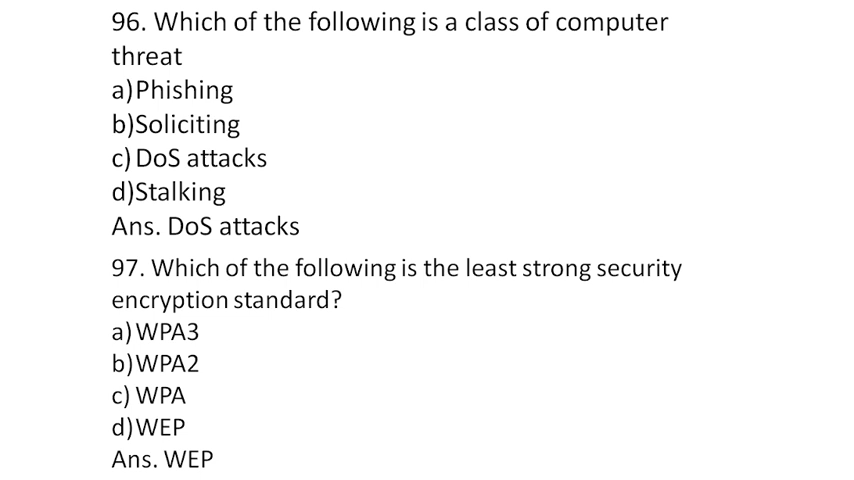 96. Which of the following is a class of computer
threat
a)Phishing
b)Soliciting
c) DoS attacks
d)Stalking
Ans. DoS attacks
97. Which of the following is the least strong security
encryption standard?
a) WPA3
b)WPA2
c) WPA
d)WEP
Ans. WEP